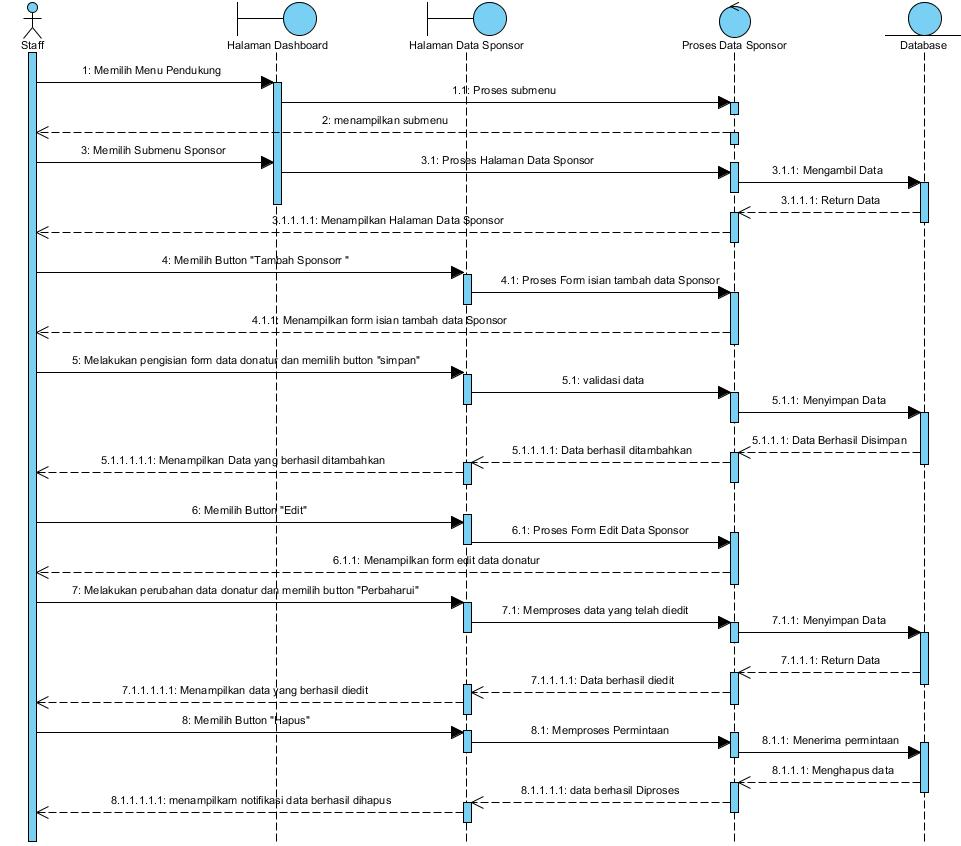 Staff
Halaman Dashboard
Halaman Data Sponsor
Proses Data Sponsor
Database
1: Memilih Menu Pendukung
1.1: Proses submenu
2: menampilkan submenu
3: Memilih Submenu Sponsor
3.1: Proses Halaman Data Sponsor
3.1.1: Mengambil Data
3.1.1.1: Return Data
3.1.1.1.1: Menampilkan Halaman Data Sponsor
4: Memilih Button "Tambah Sponsorr "
4.1: Proses Form isian tambah data Sponsor
4.1.1: Menampilkan form isian tambah data Sponsor
5: Melakukan pengisian form data donatur dan memilih button "simpan"
5.1: validasi data
5.1.1: Menyimpan Data
5.1.1.1: Data Berhasil Disimpan
5.1.1.1.1: Data berhasil ditambahkan
5.1.1.1.1.1: Menampilkan Data yang berhasil ditambahkan
6: Memilih Button "Edit"
6.1: Proses Form Edit Data Sponsor
6.1.1: Menampilkan form edit data donatur
7: Melakukan perubahan data donatur dan memilih button "Perbaharui"
7.1: Memproses data yang telah diedit
7.1.1: Menyimpan Data
7.1.1.1: Return Data
7.1.1.1.1: Data berhasil diedit
7.1.1.1.1.1: Menampilkan data yang berhasil diedit
8: Memilih Button "Hapus"
8.1: Memproses Permintaan
8.1.1: Menerima permintaan
8.1.1.1: Menghapus data
8.1.1.1.1: data berhasil Diproses
8.1.1.1.1.1: menampilkam notifikasi data berhasil dihapus